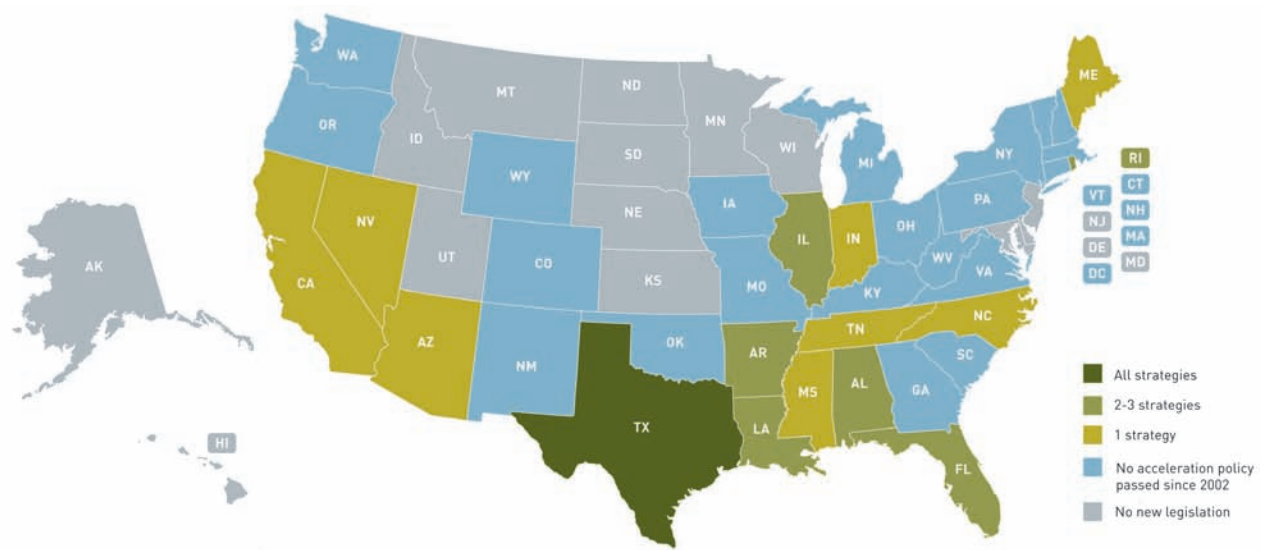 WA
ME
MT
ND
MN
OR
ID
WI
SD
MI
NY
RI
WY
CT
PA
VT
IA
NH
NE
NJ
OH
IL
IN
MA
NV
DE
UT
WV
MD
AK
CO
VA
DC
CA
KS
MO
KY
NC
TN
AZ
OK
AR
SC
NM
All strategies
MS
AL
GA
2-3 strategies
TX
LA
1 strategy
HI
FL
No acceleration policy
passed since 2002
No new legislation